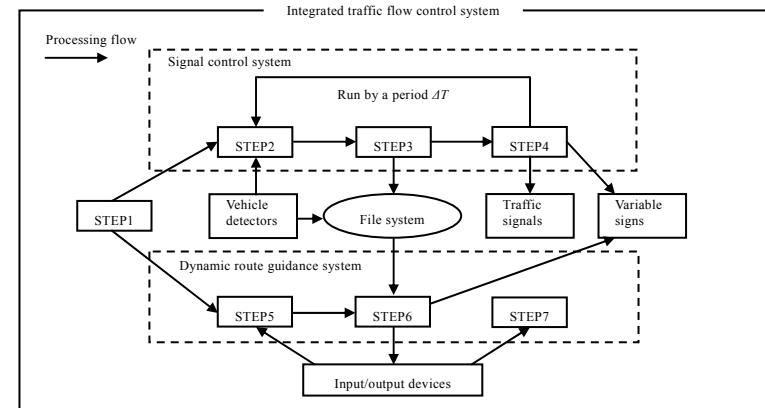 Integrated traffic flow control system
Processing flow
Signal control system
Run by a period ΔT
STEP2
STEP3
STEP4
STEP1
Vehicle
detectors
File system
Traffic
signals
Variable
signs
Dynamic route guidance system
STEP5
STEP6
STEP7
Input/output devices